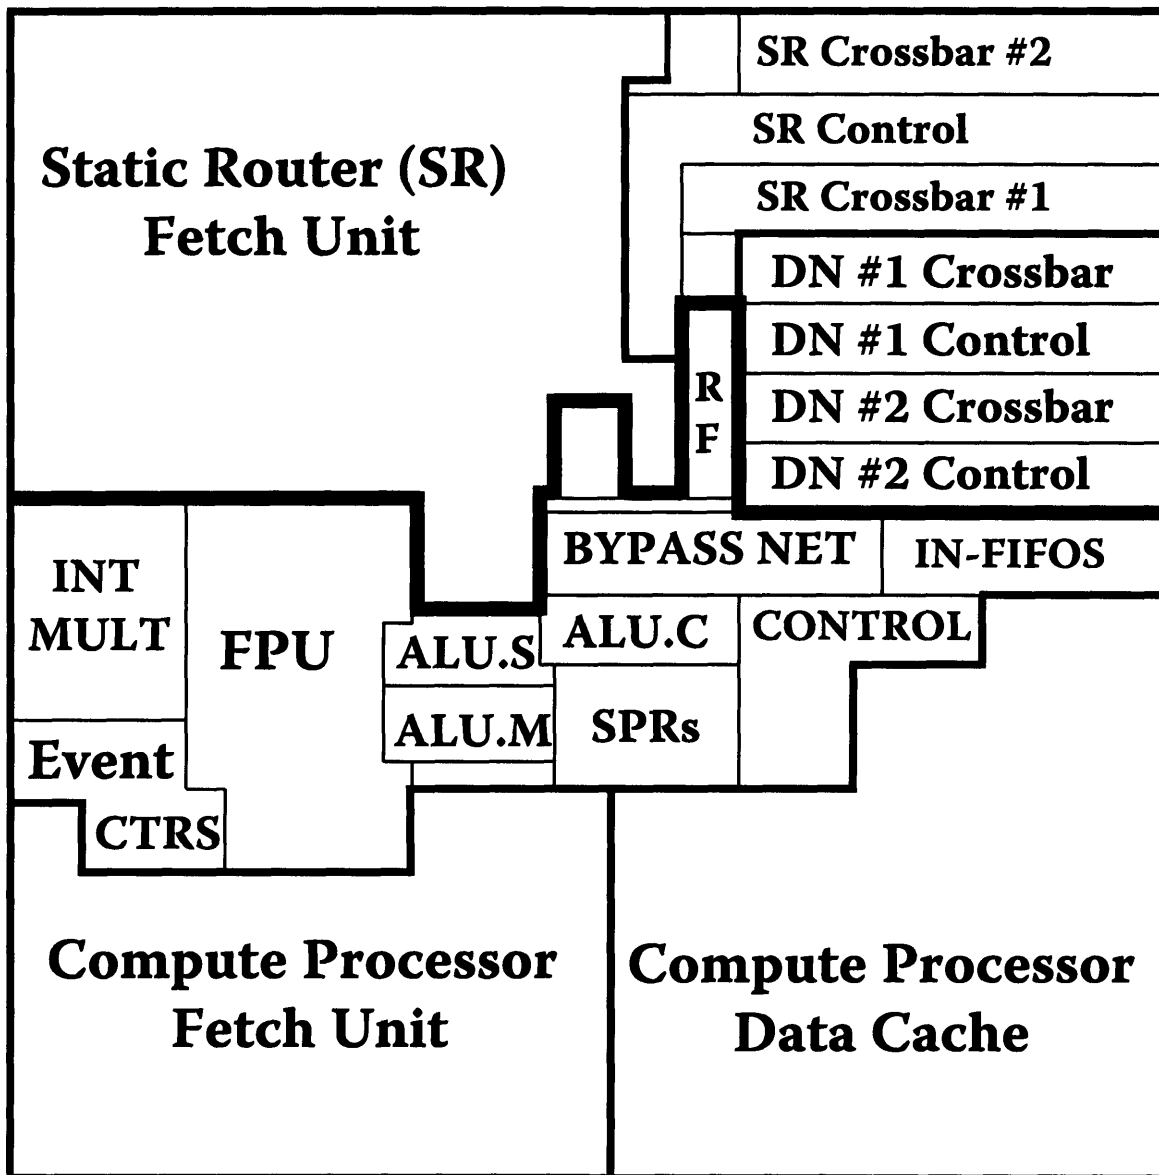 SR Crossbar #2
SR Control
SR Crossbar #1
Static Router (SR)
Fetch Unit
DN #1 Crossbar
DN #1 Control
DN #2 Crossbar
DN #2 Control
R
F
BYPASS NET
IN-FIFOS
INT
MULT
FPU
ALU.S
ALU.C
CONTROL
ALU.M
SPRs
Event
CTRS
Compute Processor
Fetch Unit
Compute Processor
Data Cache